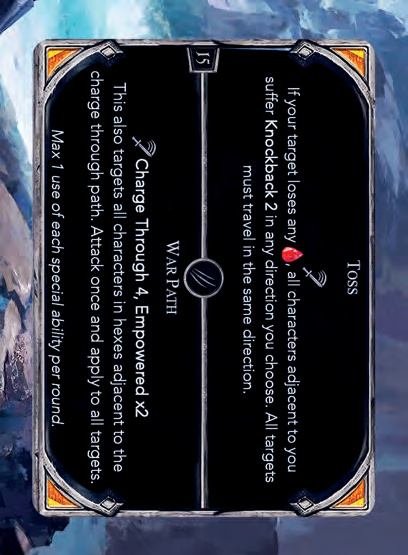 TOSS
If your target loses any , all characters adjacent to you
suffer Knockback 2 in any direction you choose. All targets
must travel in the same direction.
15
WAR PATH
Charge Through 4, Empowered x2
This also targets all characters in hexes adjacent to the
charge through path. Attack once and apply to all targets.
Max 1 use of each special ability per round.